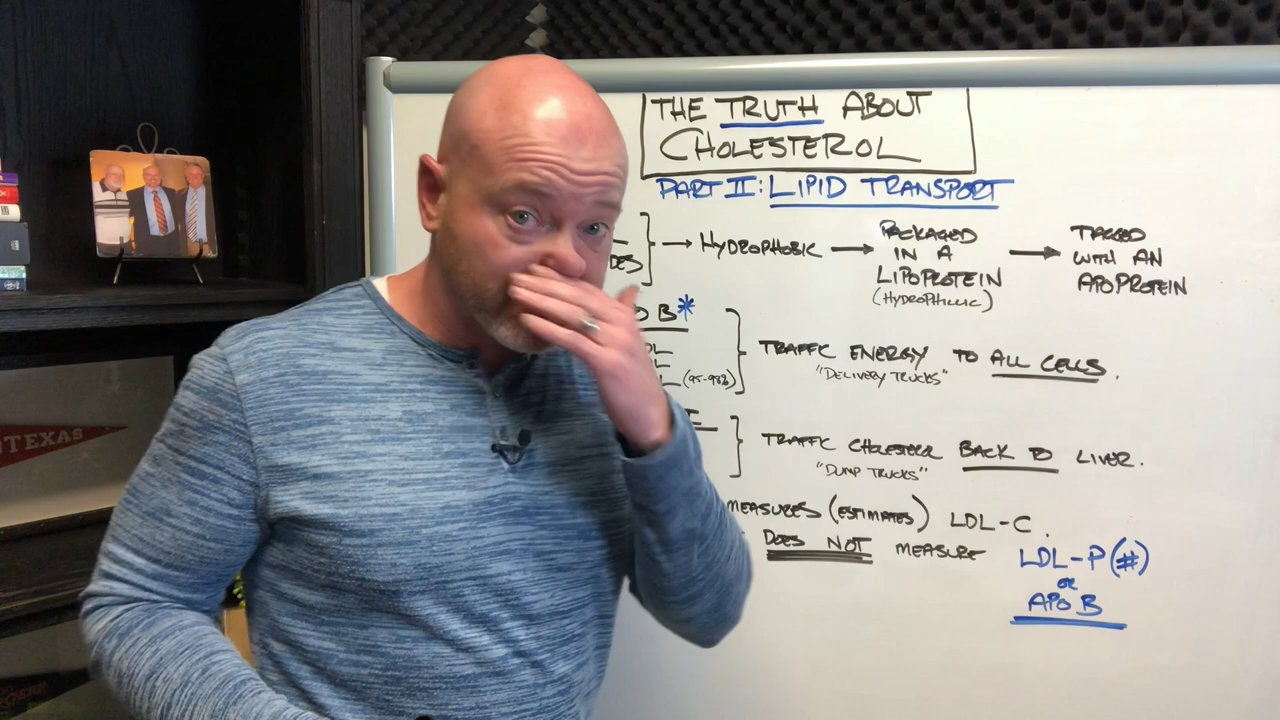 THE TRUTH ABOUT
CHOLESTEROL
PART II: LIPID TRANSPORT
DES } → HYDROPHOBIC → PACKAGED IN A LIPOPROTEIN (HYDROPHILIC) → TAGGED WITH AN APOPROTEIN
B*
(95-98%)
TRAFFIC ENERGY TO ALL CELLS.
"DELIVERY TRUCKS"
TRAFFIC CHOLESTEROL BACK TO LIVER.
"DUMP TRUCKS"
MEASURES (ESTIMATES) LDL-C.
DOES NOT MEASURE LDL-P(#)
OR
APO B
TEXAS